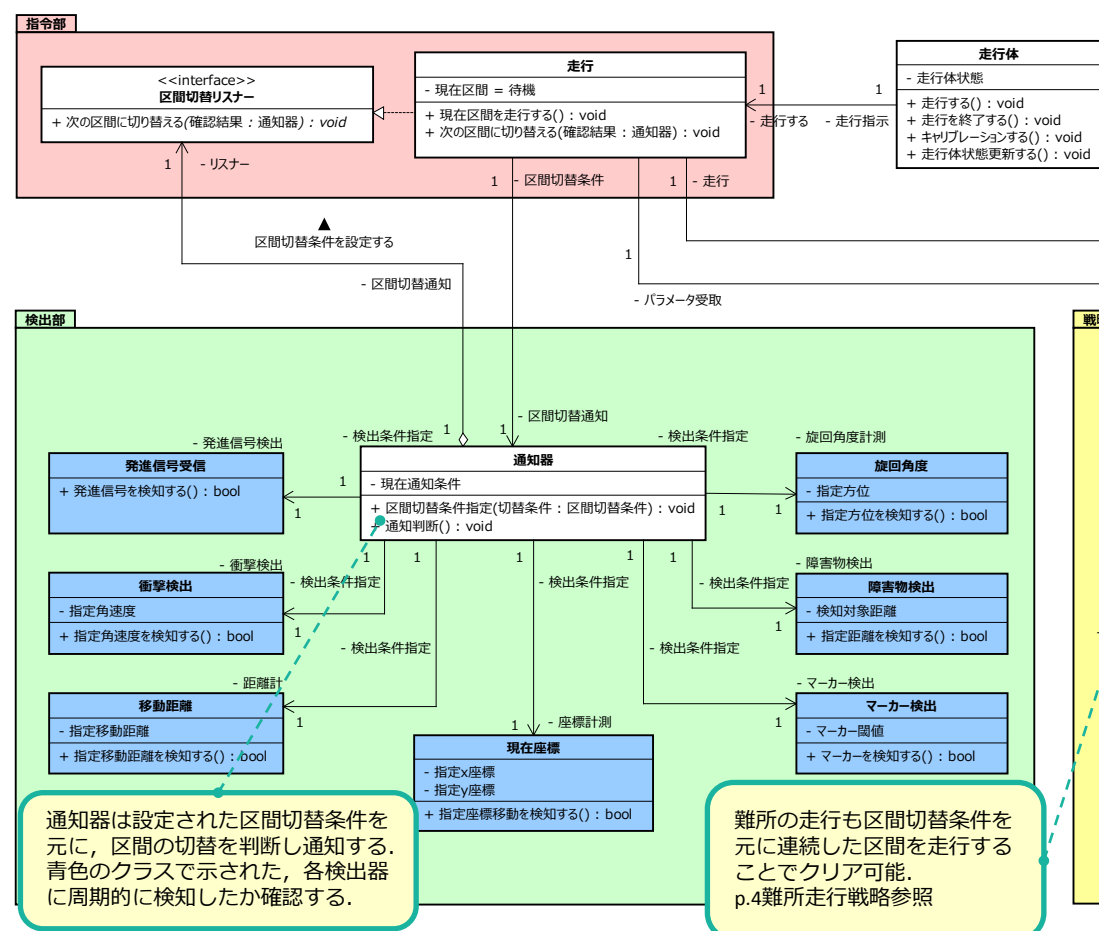 指令部
<<interface>>
区間切替リスナー
+ 次の区間に切り替える(確認結果 : 通知器) : void
走行
- 現在区間 = 待機
+ 現在区間を走行する() : void
+ 次の区間に切り替える(確認結果 : 通知器) : void
走行体
- 走行体状態
+ 走行する() : void
+ 走行を終了する() : void
+ キャリブレーションする() : void
+ 走行体状態更新する() : void
1
1
- 走行する
- 走行指示
1
- リスナー
1
- 区間切替条件
1
- 走行
▲
区間切替条件を設定する
- 区間切替通知
1
- パラメータ受取
検出部
戦
- 区間切替通知
1
1
- 発進信号検出
- 検出条件指定
- 検出条件指定
- 旋回角度計測
発進信号受信
+ 発進信号を検知する() : bool
1
1
通知器
- 現在通知条件
+ 区間切替条件指定(切替条件 : 区間切替条件) : void
+ 通知判断() : void
1
1
旋回角度
- 指定方位
+ 指定方位を検知する() : bool
- 衝撃検出
1
1
1
1
1
- 障害物検出
- 検出条件指定
- 検出条件指定
- 検出条件指定
衝撃検出
- 指定角速度
+ 指定角速度を検知する() : bool
1
1
障害物検出
- 検知対象距離
+ 指定距離を検知する() : bool
- 検出条件指定
- 検出条件指定
- 距離計
- マーカー検出
移動距離
- 指定移動距離
+ 指定移動距離を検知する() : bool
1
1
- 座標計測
1
マーカー検出
- マーカー閾値
+ マーカーを検知する() : bool
現在座標
- 指定x座標
- 指定y座標
+ 指定座標移動を検知する() : bool
通知器は設定された区間切替条件を
元に，区間の切替を判断し通知する．
青色のクラスで示された，各検出器
に周期的に検知したか確認する．
難所の走行も区間切替条件を
元に連続した区間を走行する
ことでクリア可能．
p.4難所走行戦略参照